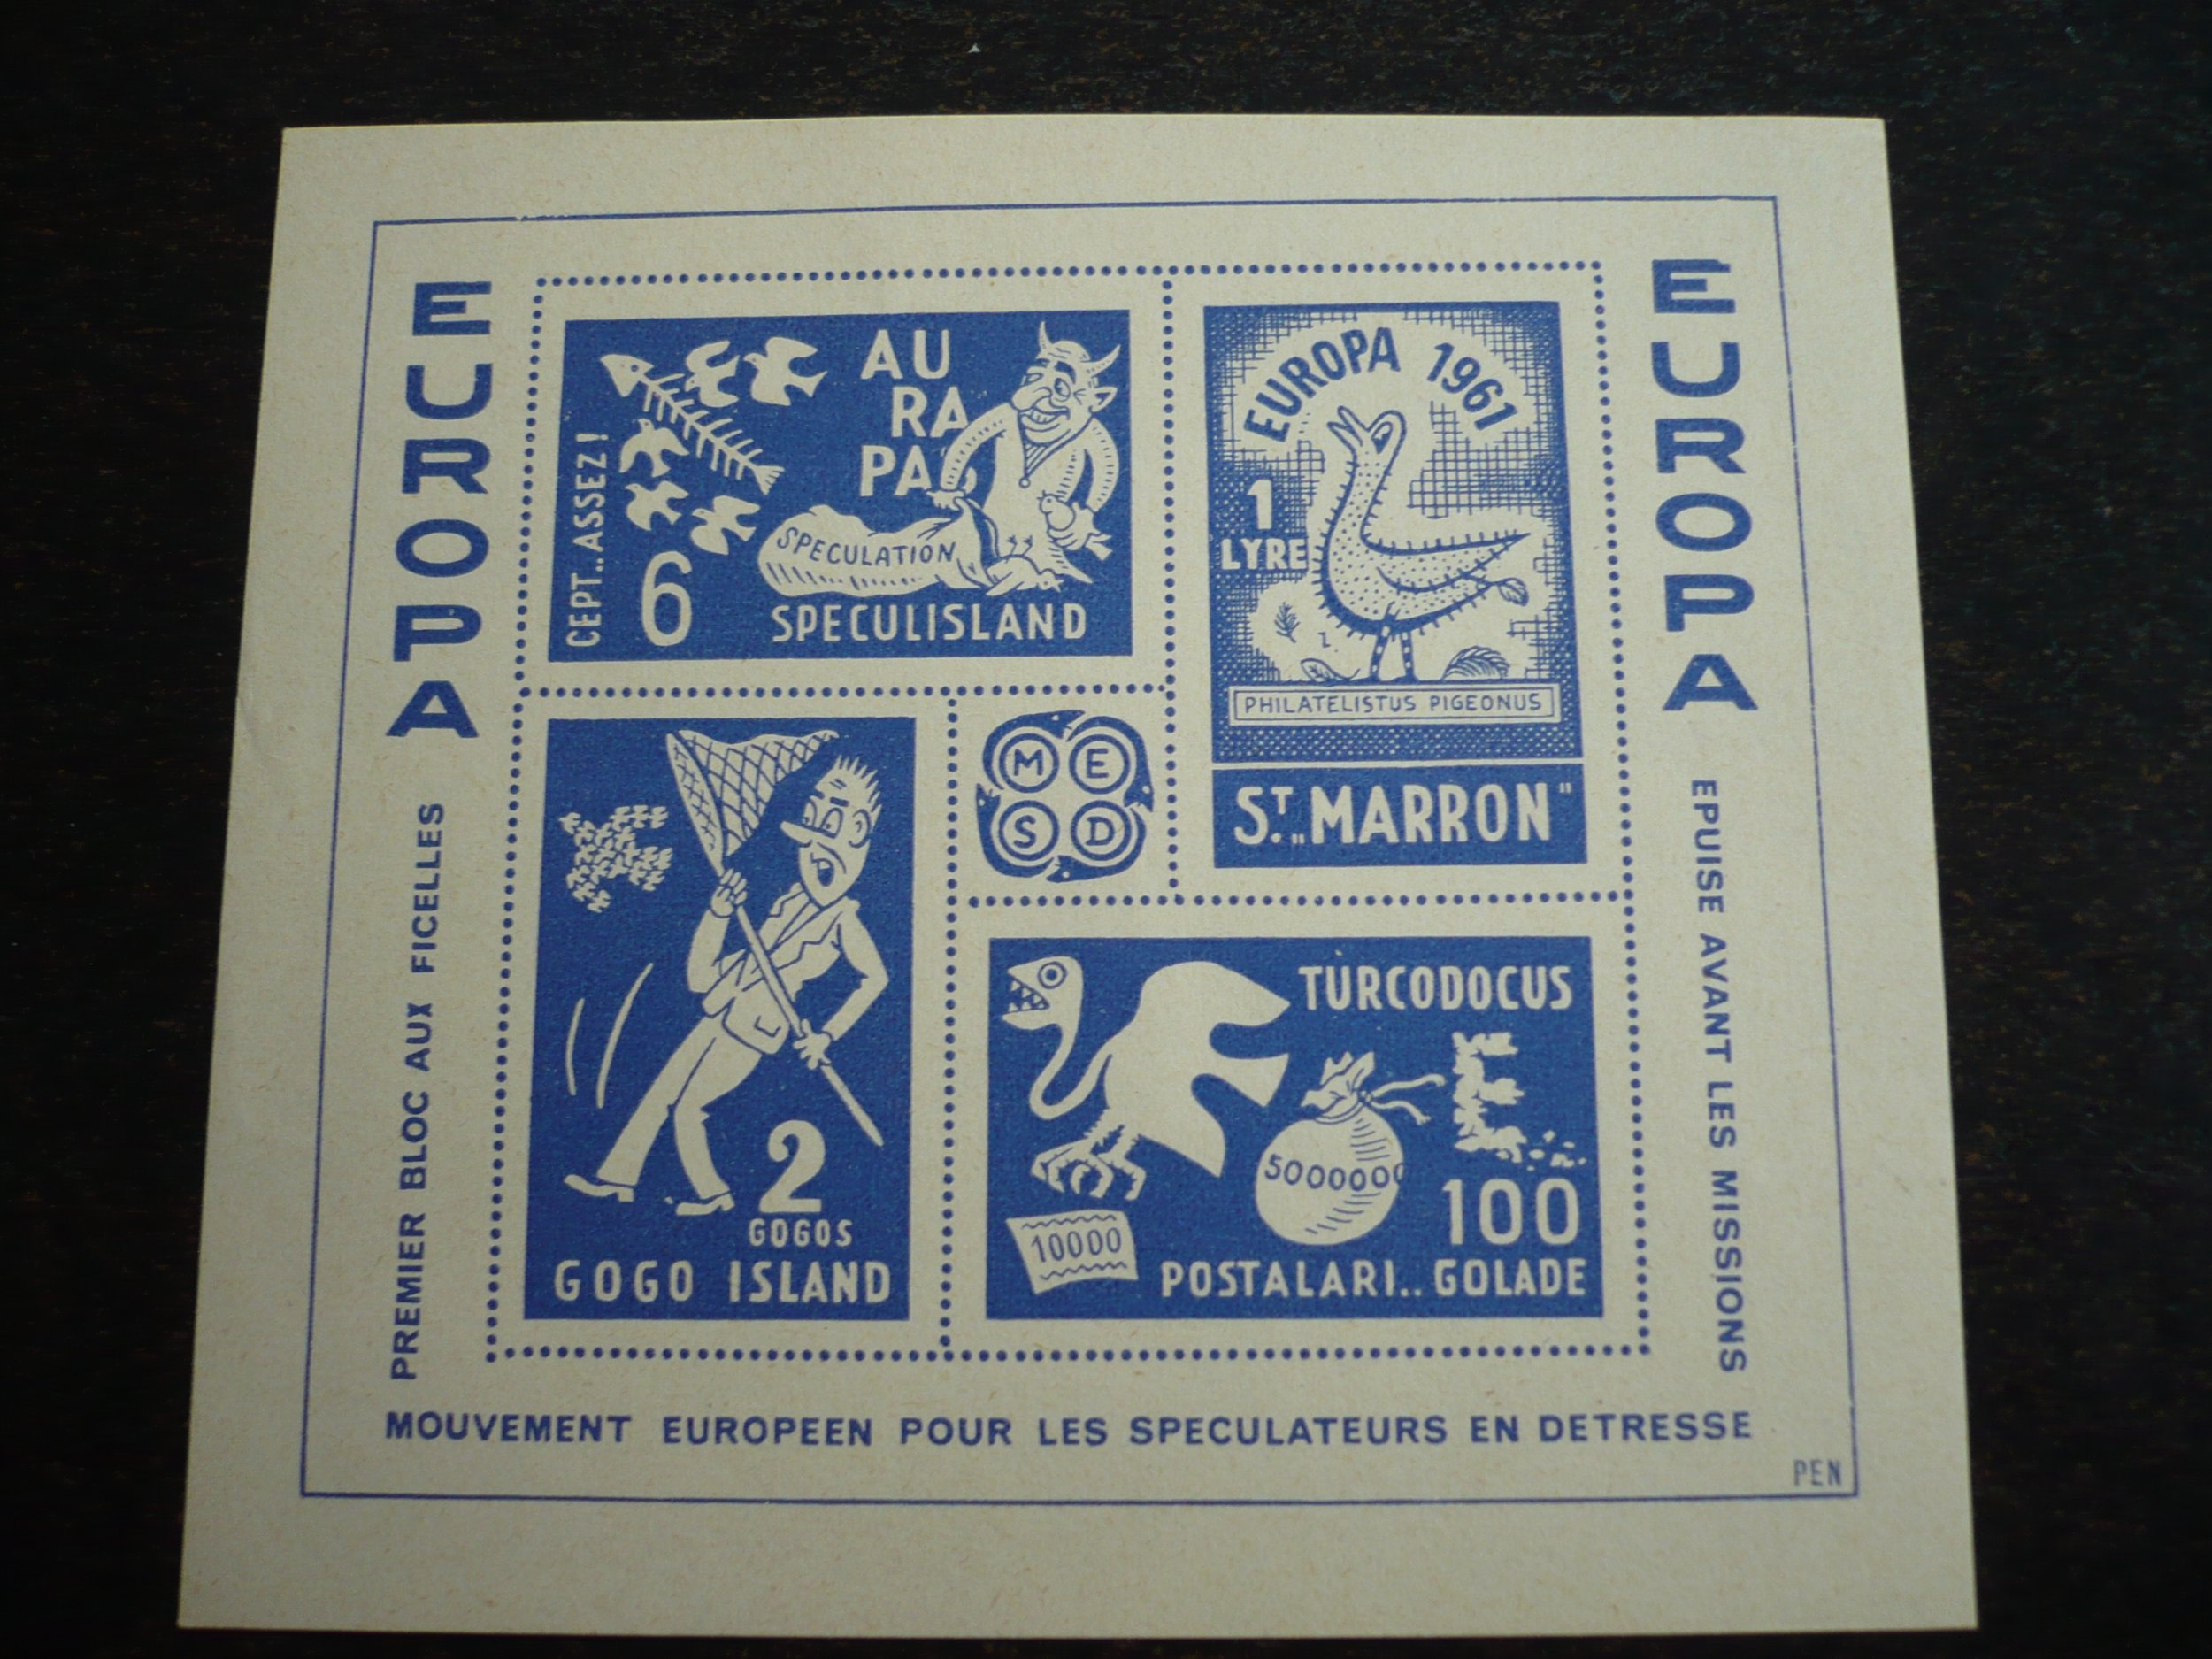 EUROPA
PREMIER BLOC AUX FICELLES
CEPT.. ASSEZ!
AU
RA
PAS
SPECULATION
6
SPECULISLAND
EUROPA 1961
1
LYRE
PHILATELISTUS PIGEONUS
ST. „MARRON"
2
GOGOS
GOGO ISLAND
M E
S D
TURCODOCUS
E
5000000
100
10000
POSTALARI.. GOLADE
EUROPA
EPUISE AVANT LES MISSIONS
MOUVEMENT EUROPEEN POUR LES SPECULATEURS EN DETRESSE
PEN